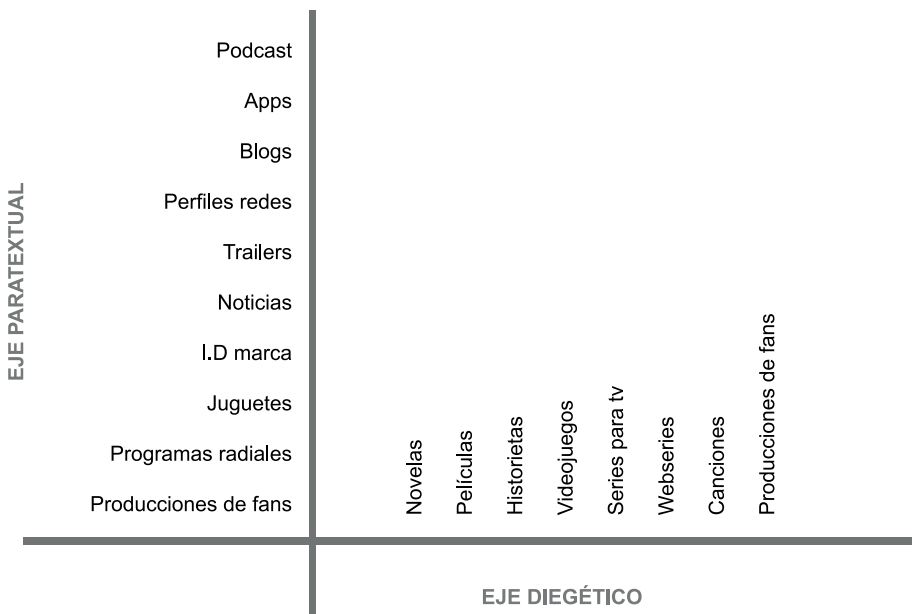 EJE PARATEXTUAL
Podcast
Apps
Blogs
Perfiles redes
Trailers
Noticias
I.D marca
Juguetes
Programas radiales
Producciones de fans
Novelas
Películas
Historietas
Videojuegos
Series para tv
Webseries
Canciones
Producciones de fans
EJE DIEGÉTICO